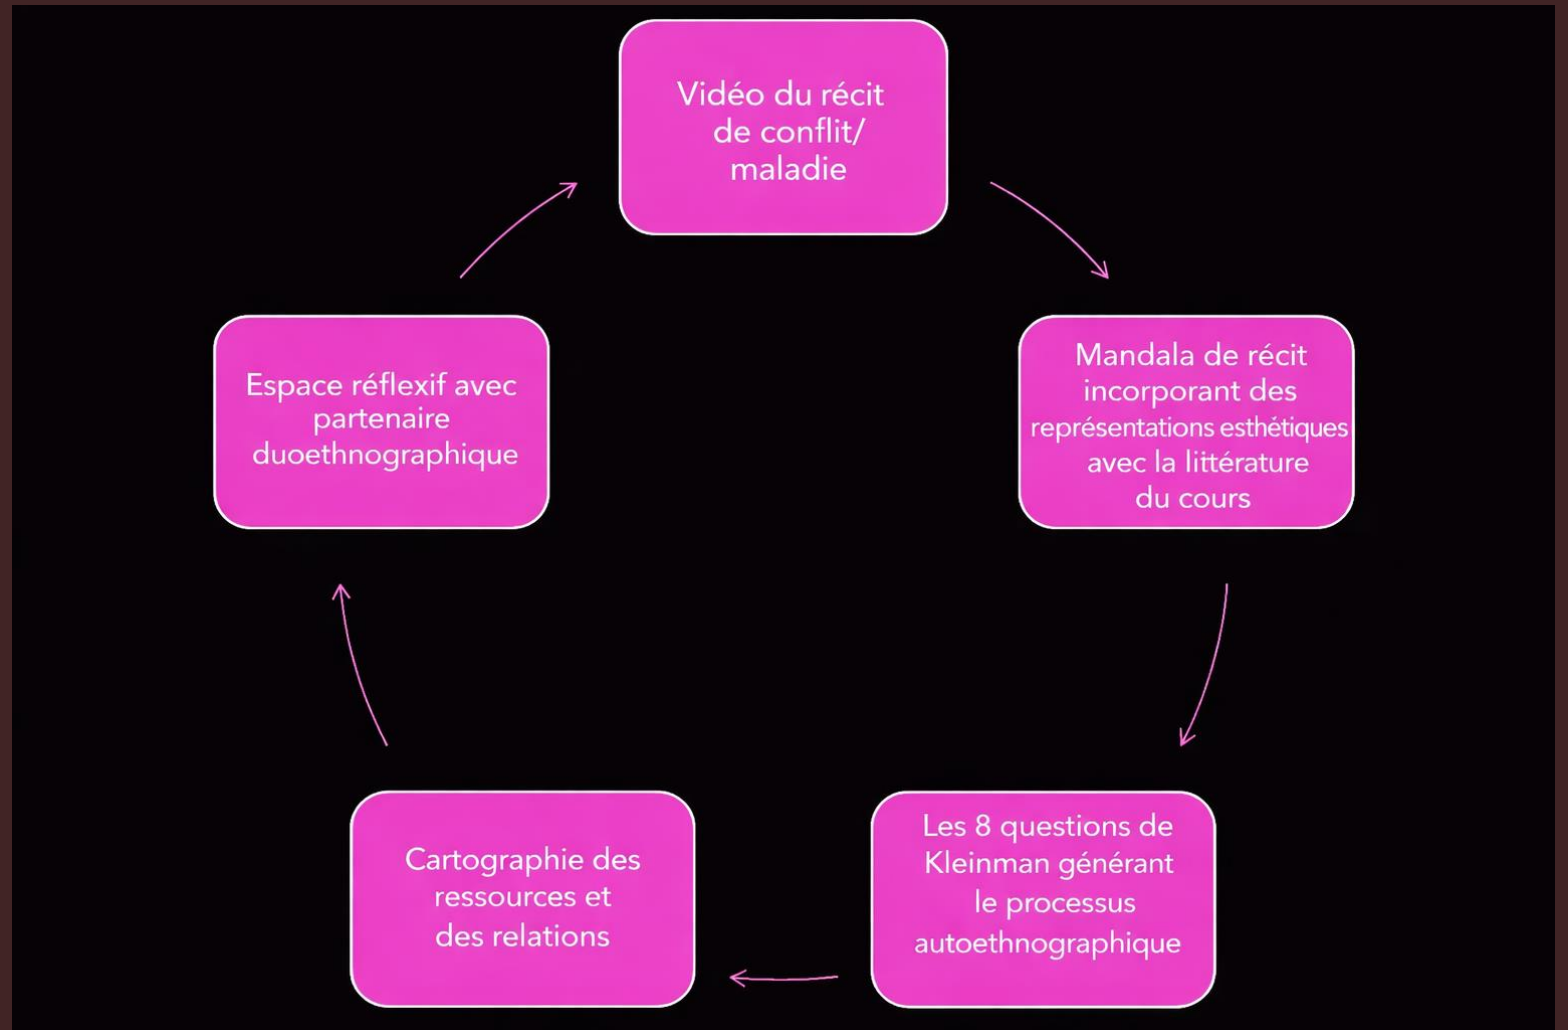 Vidéo du récit
de conflit/
maladie
Mandala de récit
incorporant des
représentations esthétiques
avec la littérature
du cours
Les 8 questions de
Kleinman générant
le processus
autoethnographique
Cartographie des
ressources et
des relations
Espace réflexif avec
partenaire
duoethnographique